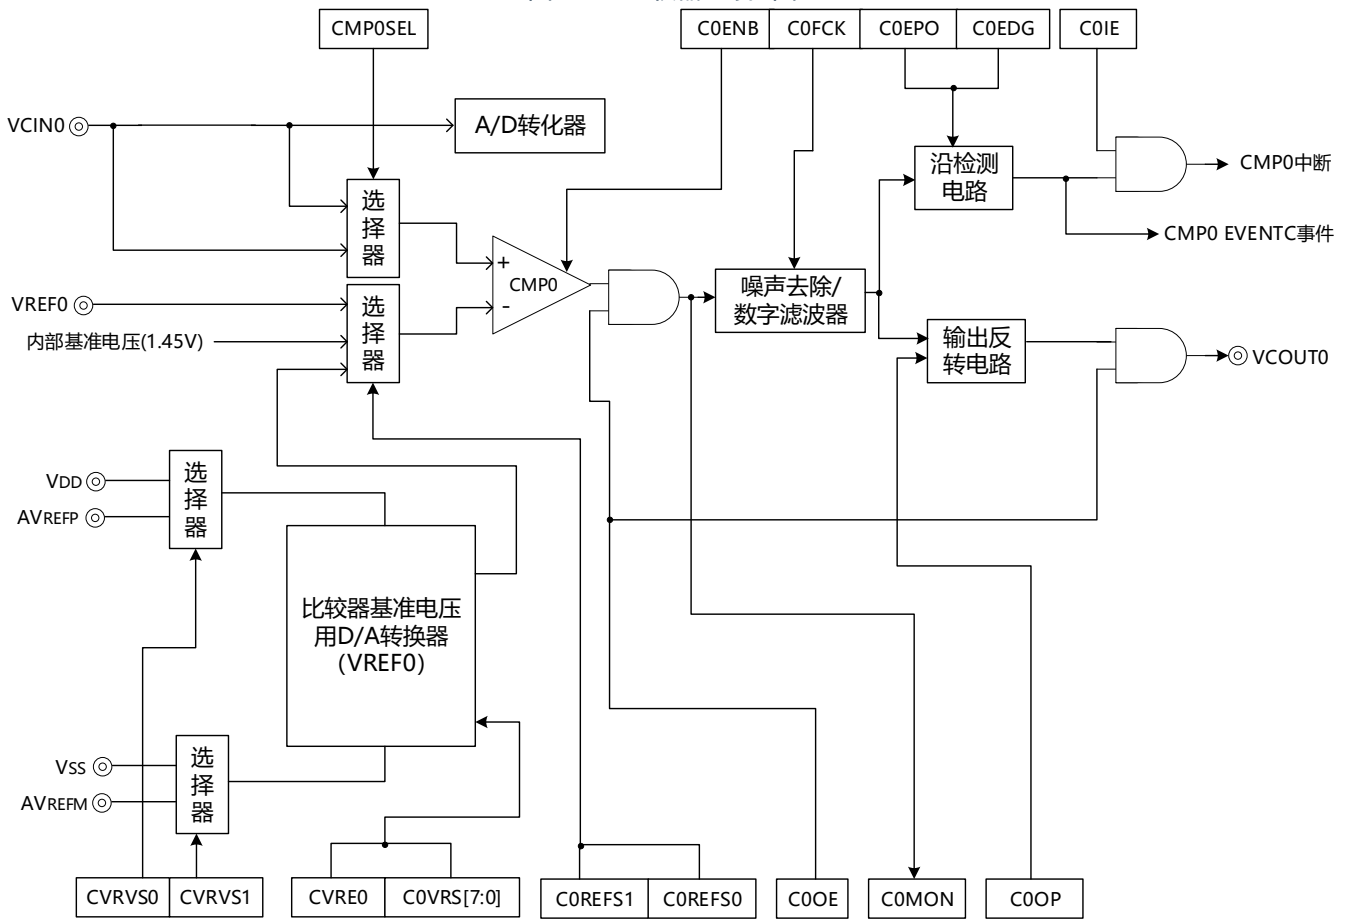 CMP0SEL
C0ENB
C0FCK
C0EPO
C0EDG
C0IE
VCIN0
A/D转化器
选择器
沿检测
电路
CMP0中断
CMP0 EVENTC事件
VREF0
内部基准电压(1.45V)
选择器
+
CMP0
-
噪声去除/
数字滤波器
输出反
转电路
VCOUT0
VDD
AVREFP
选择器
比较器基准电压
用D/A转换器
(VREF0)
VSS
AVREFM
选择器
CVRVS0
CVRVS1
CVRE0
C0VRS[7:0]
C0REFS1
C0REFS0
C0OE
C0MON
C0OP